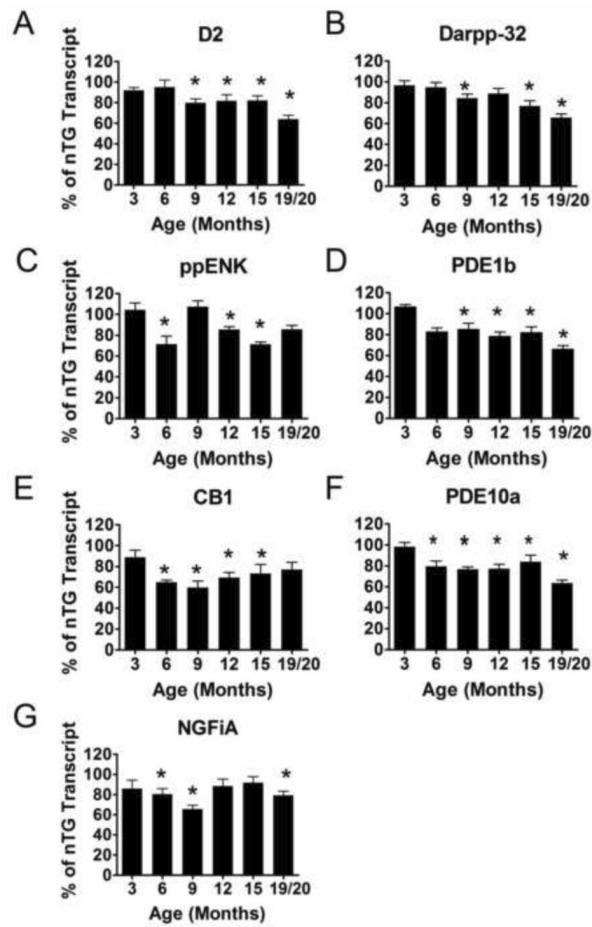 A
D2
% of nTG Transcript
120
100
80
60
40
20
0
* * * *
3 6 9 12 15 19/20
Age (Months)
B
Darpp-32
120
100
80
60
40
20
0
* * *
3 6 9 12 15 19/20
Age (Months)
C
ppENK
% of nTG Transcript
120
100
80
60
40
20
0
* * *
3 6 9 12 15 19/20
Age (Months)
D
PDE1b
120
100
80
60
40
20
0
* * * *
3 6 9 12 15 19/20
Age (Months)
E
CB1
% of nTG Transcript
120
100
80
60
40
20
0
* * * *
3 6 9 12 15 19/20
Age (Months)
F
PDE10a
120
100
80
60
40
20
0
* * * * *
3 6 9 12 15 19/20
Age (Months)
G
NGFiA
% of nTG Transcript
120
100
80
60
40
20
0
* * *
3 6 9 12 15 19/20
Age (Months)